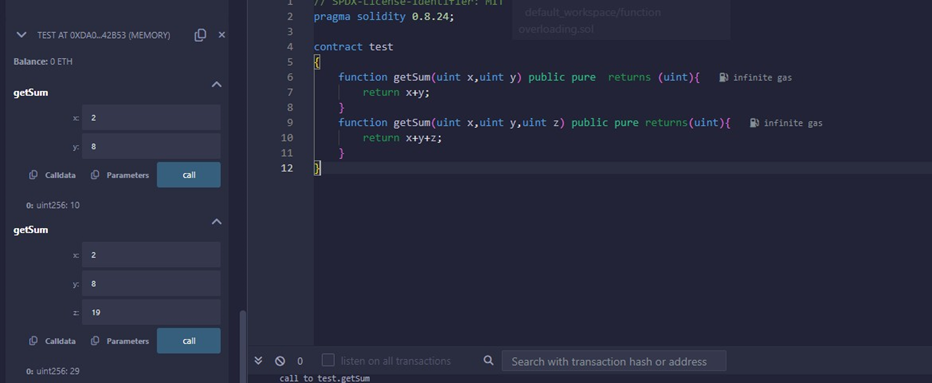 TEST AT 0XDA0...42B53 (MEMORY)
Balance: 0 ETH
getSum
x: 2
y: 8
Calldata Parameters call
0: uint256: 10
getSum
x: 2
y: 8
z: 19
Calldata Parameters call
0: uint256: 29
1 // SPDX-License-Identifier: MIT
2 pragma solidity 0.8.24;
3
4 contract test
5 {
6 function getSum(uint x,uint y) public pure  returns (uint){ infinite gas
7 return x+y;
8 }
9 function getSum(uint x,uint y,uint z) public pure returns(uint){ infinite gas
10 return x+y+z;
11 }
12 }
default_workspace/function
overloading.sol
0 listen on all transactions Search with transaction hash or address
call to test.getSum